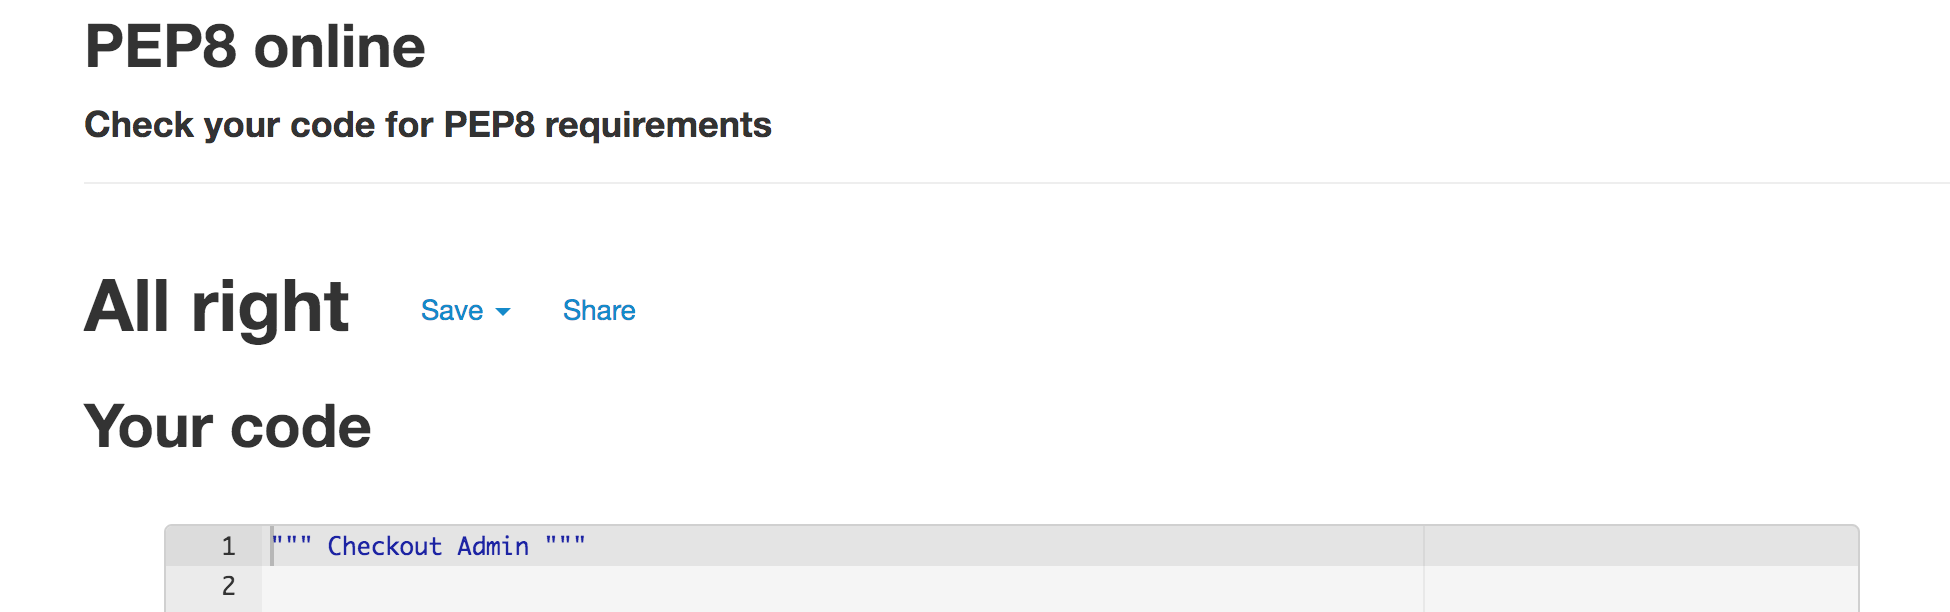 PEP8 online
Check your code for PEP8 requirements
All right Save Share
Your code
1 """ Checkout Admin """
2